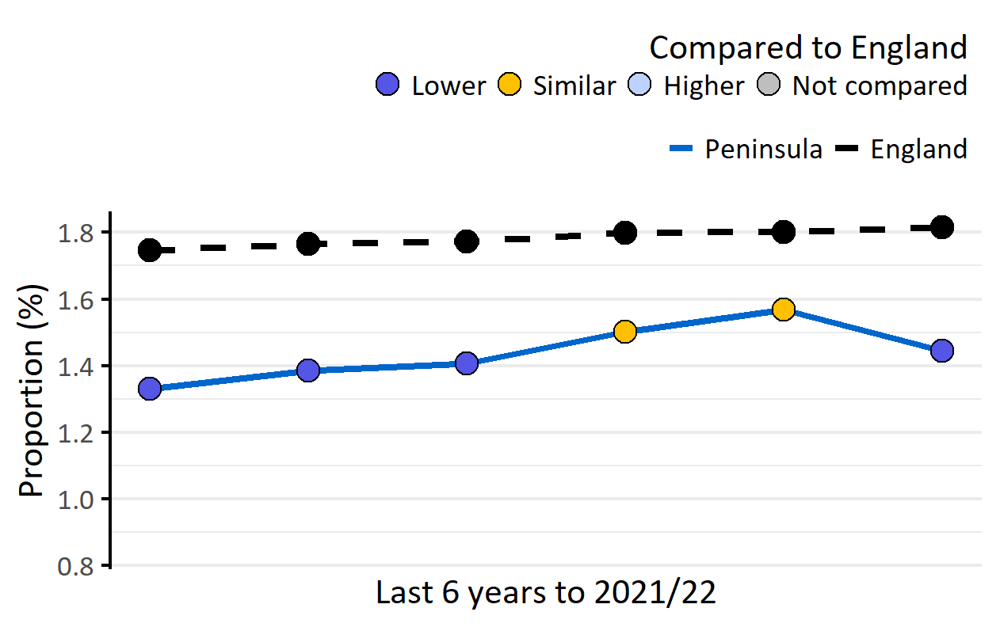 Compared to England
Lower Similar Higher Not compared
Peninsula England
Proportion (%)
1.8
1.6
1.4
1.2
1.0
0.8
Last 6 years to 2021/22